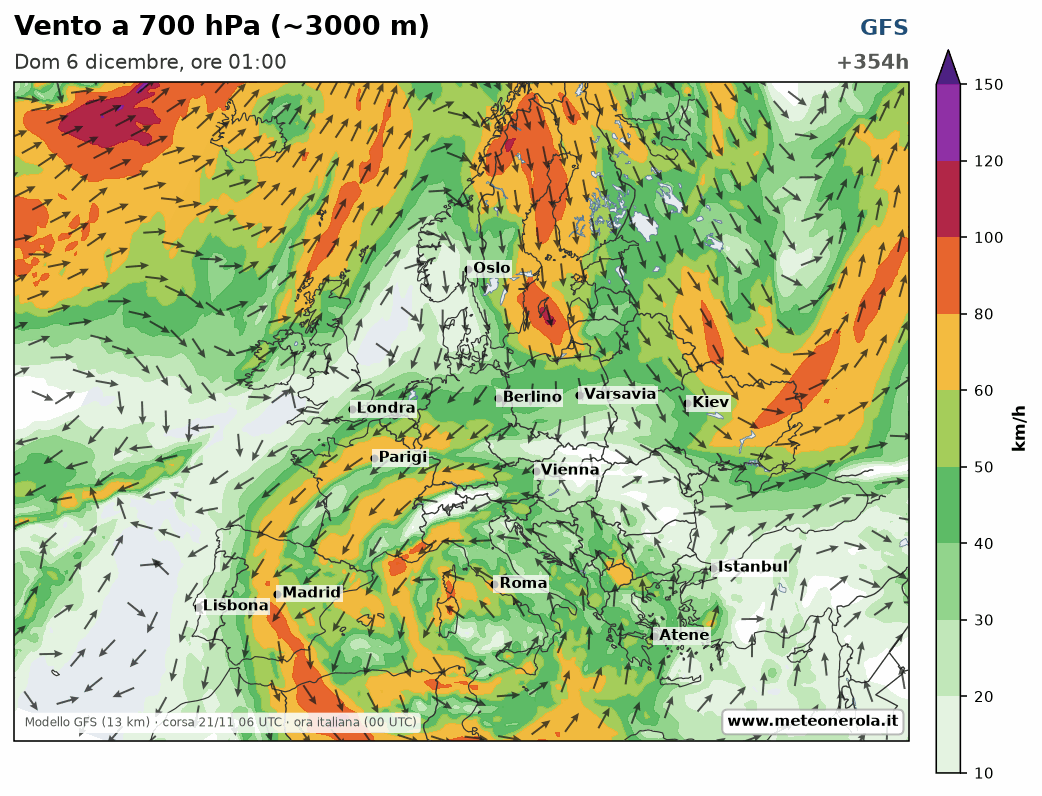 Vento a 700 hPa (~3000 m)
GFS
Dom 6 dicembre, ore 01:00
+354h
150
120
100
80
60
50
40
30
20
10
km/h
Oslo
Londra
Berlino
Varsavia
Kiev
Parigi
Vienna
Istanbul
Roma
Madrid
Lisbona
Atene
Modello GFS (13 km) · corsa 21/11 06 UTC · ora italiana (00 UTC)
www.meteonerola.it